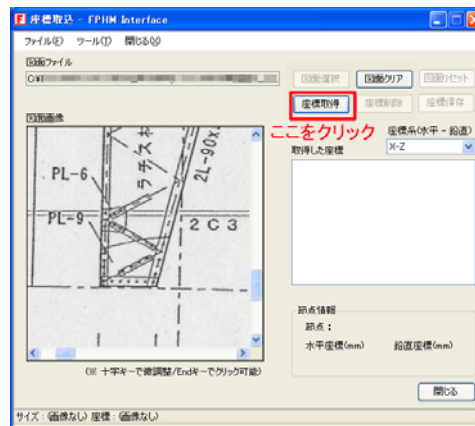 座標取込 - FPHM Interface
ファイル(F) ツール(T) 閉じる(X)
図面ファイル
C:¥
図面選択 図面クリア 図面リセット
座標取得 座標削除 座標保存
ここをクリック
図面画像
座標系(水平 - 鉛直)
取得した座標
X-Z
PL-6
ラチス材
2L-90x
PL-9
2C3
節点情報
節点:
水平座標(mm) 鉛直座標(mm)
(※ 十字キーで微調整/Endキーでクリック可能)
閉じる
サイズ:(画像なし) 座標:(画像なし)